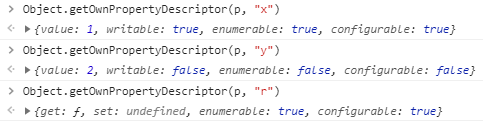 > Object.getOwnPropertyDescriptor(p, "x")
{value: 1, writable: true, enumerable: true, configurable: true}
> Object.getOwnPropertyDescriptor(p, "y")
{value: 2, writable: false, enumerable: false, configurable: false}
> Object.getOwnPropertyDescriptor(p, "r")
{get: ƒ, set: undefined, enumerable: true, configurable: true}